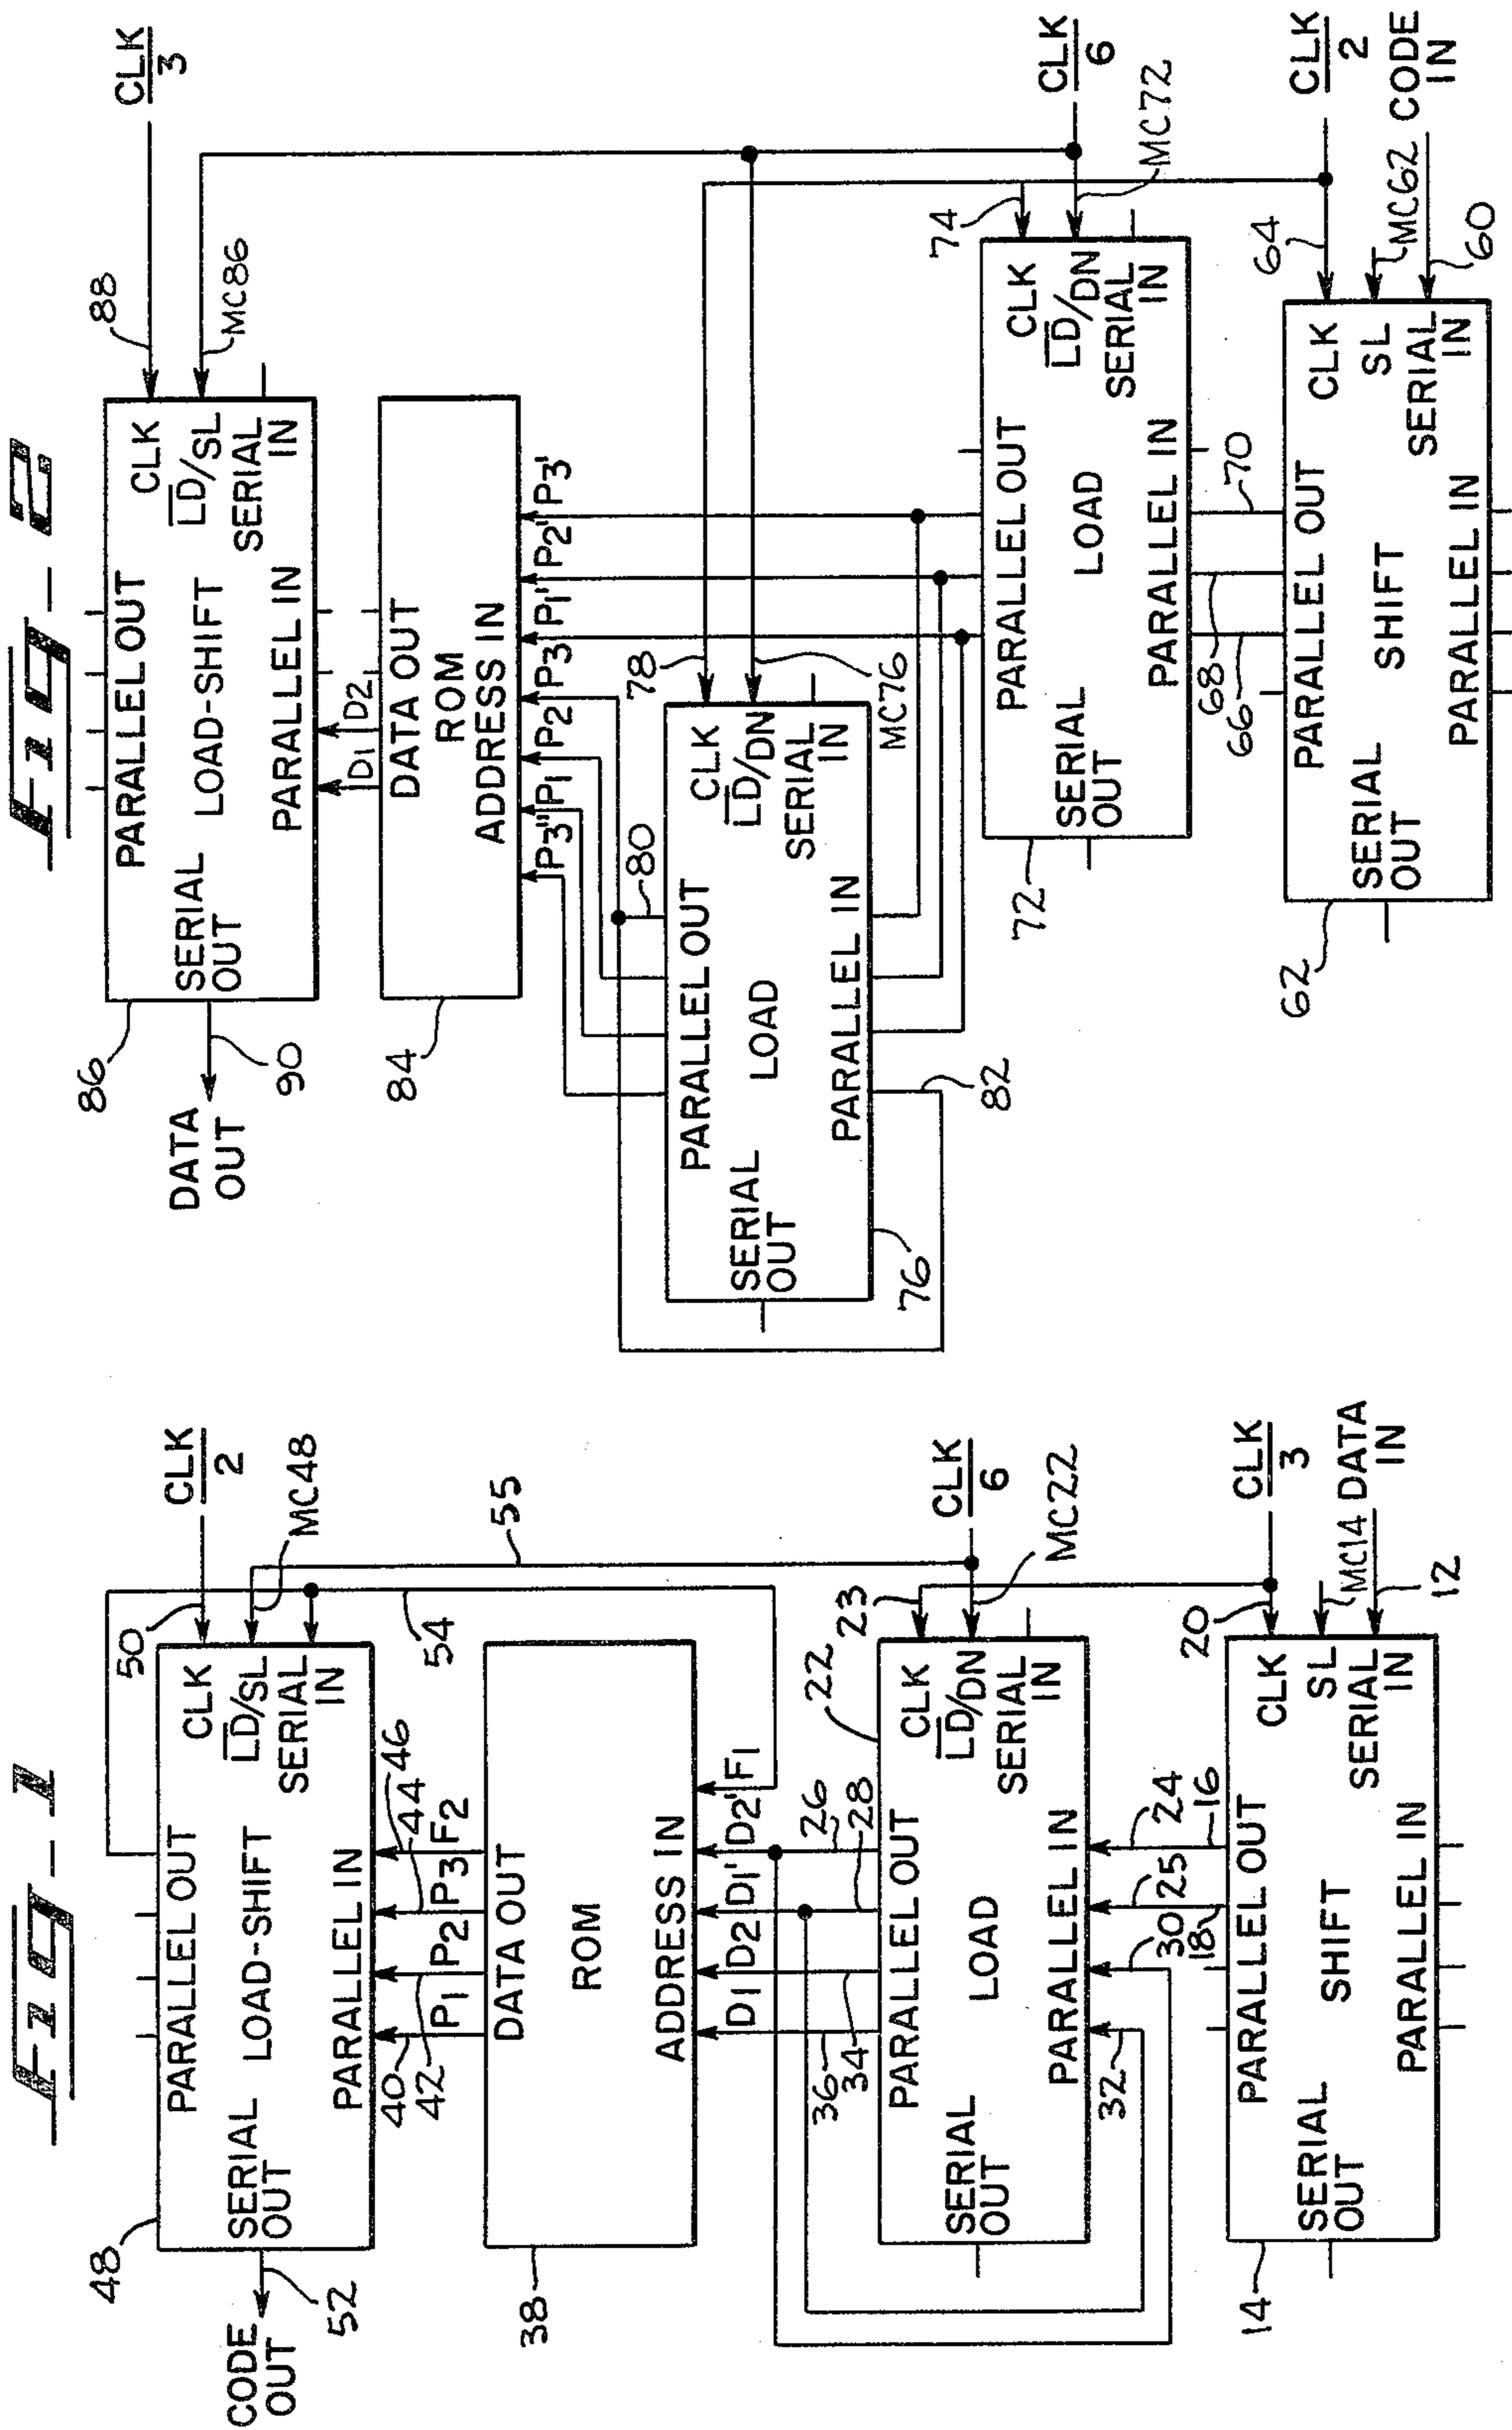 Fig-1
CLK
2
50
MC48
PARALLEL OUT
CLK
LD/SL
SERIAL
IN
LOAD-SHIFT
SERIAL
OUT
PARALLEL IN
48
CODE
OUT
52
54
55
40
42
44
46
P1 P2 P3 F2
DATA OUT
ROM
ADDRESS IN
38
D1 D2 D1' D2' F1
36
34
26
28
22
23
CLK
6
MC22
PARALLEL OUT
CLK
LD/DN
SERIAL
IN
LOAD
SERIAL
OUT
PARALLEL IN
32
30
25
24
18
16
20
CLK
3
MC14
DATA
IN
12
PARALLEL OUT
CLK
SL
SERIAL
IN
SHIFT
SERIAL
OUT
PARALLEL IN
14
Fig-2
CLK
3
88
MC86
PARALLEL OUT
CLK
LD/SL
SERIAL
IN
LOAD-SHIFT
SERIAL
OUT
PARALLEL IN
86
DATA
OUT
90
D1 D2
DATA OUT
ROM
ADDRESS IN
84
P3" P1 P2 P3 P1' P2' P3'
80
78
PARALLEL OUT
CLK
LD/DN
SERIAL
IN
LOAD
SERIAL
OUT
PARALLEL IN
MC76
76
82
CLK
6
MC72
74
PARALLEL OUT
CLK
LD/DN
SERIAL
IN
LOAD
SERIAL
OUT
PARALLEL IN
72
66
68
70
CLK
2
64
MC62
CODE
IN
60
PARALLEL OUT
CLK
SL
SERIAL
IN
SHIFT
SERIAL
OUT
PARALLEL IN
62